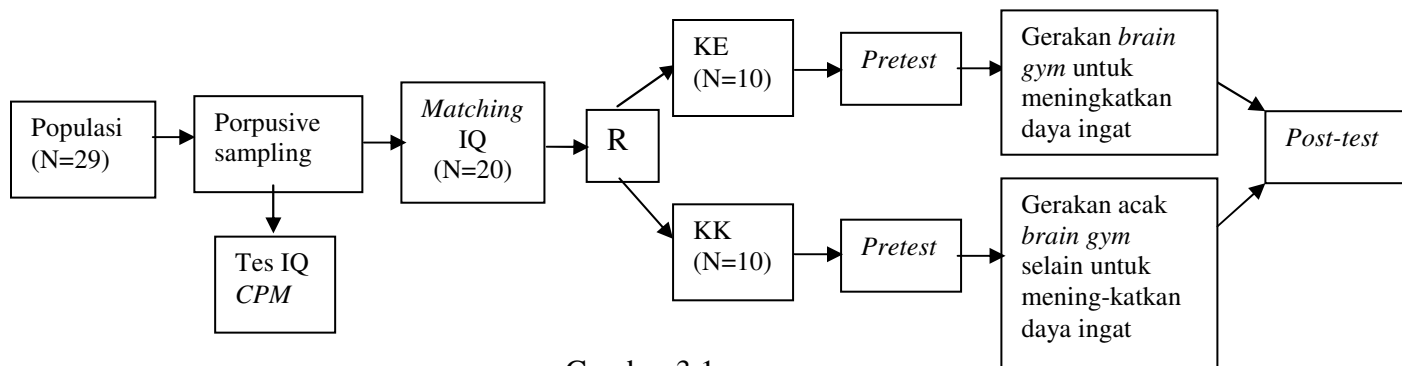 Populasi
(N=29)
Porpusive
sampling
Tes IQ
CPM
Matching
IQ
(N=20)
R
KE
(N=10)
Pretest
Gerakan brain
gym untuk
meningkatkan
daya ingat
KK
(N=10)
Pretest
Gerakan acak
brain gym
selain untuk
mening-katkan
daya ingat
Post-test